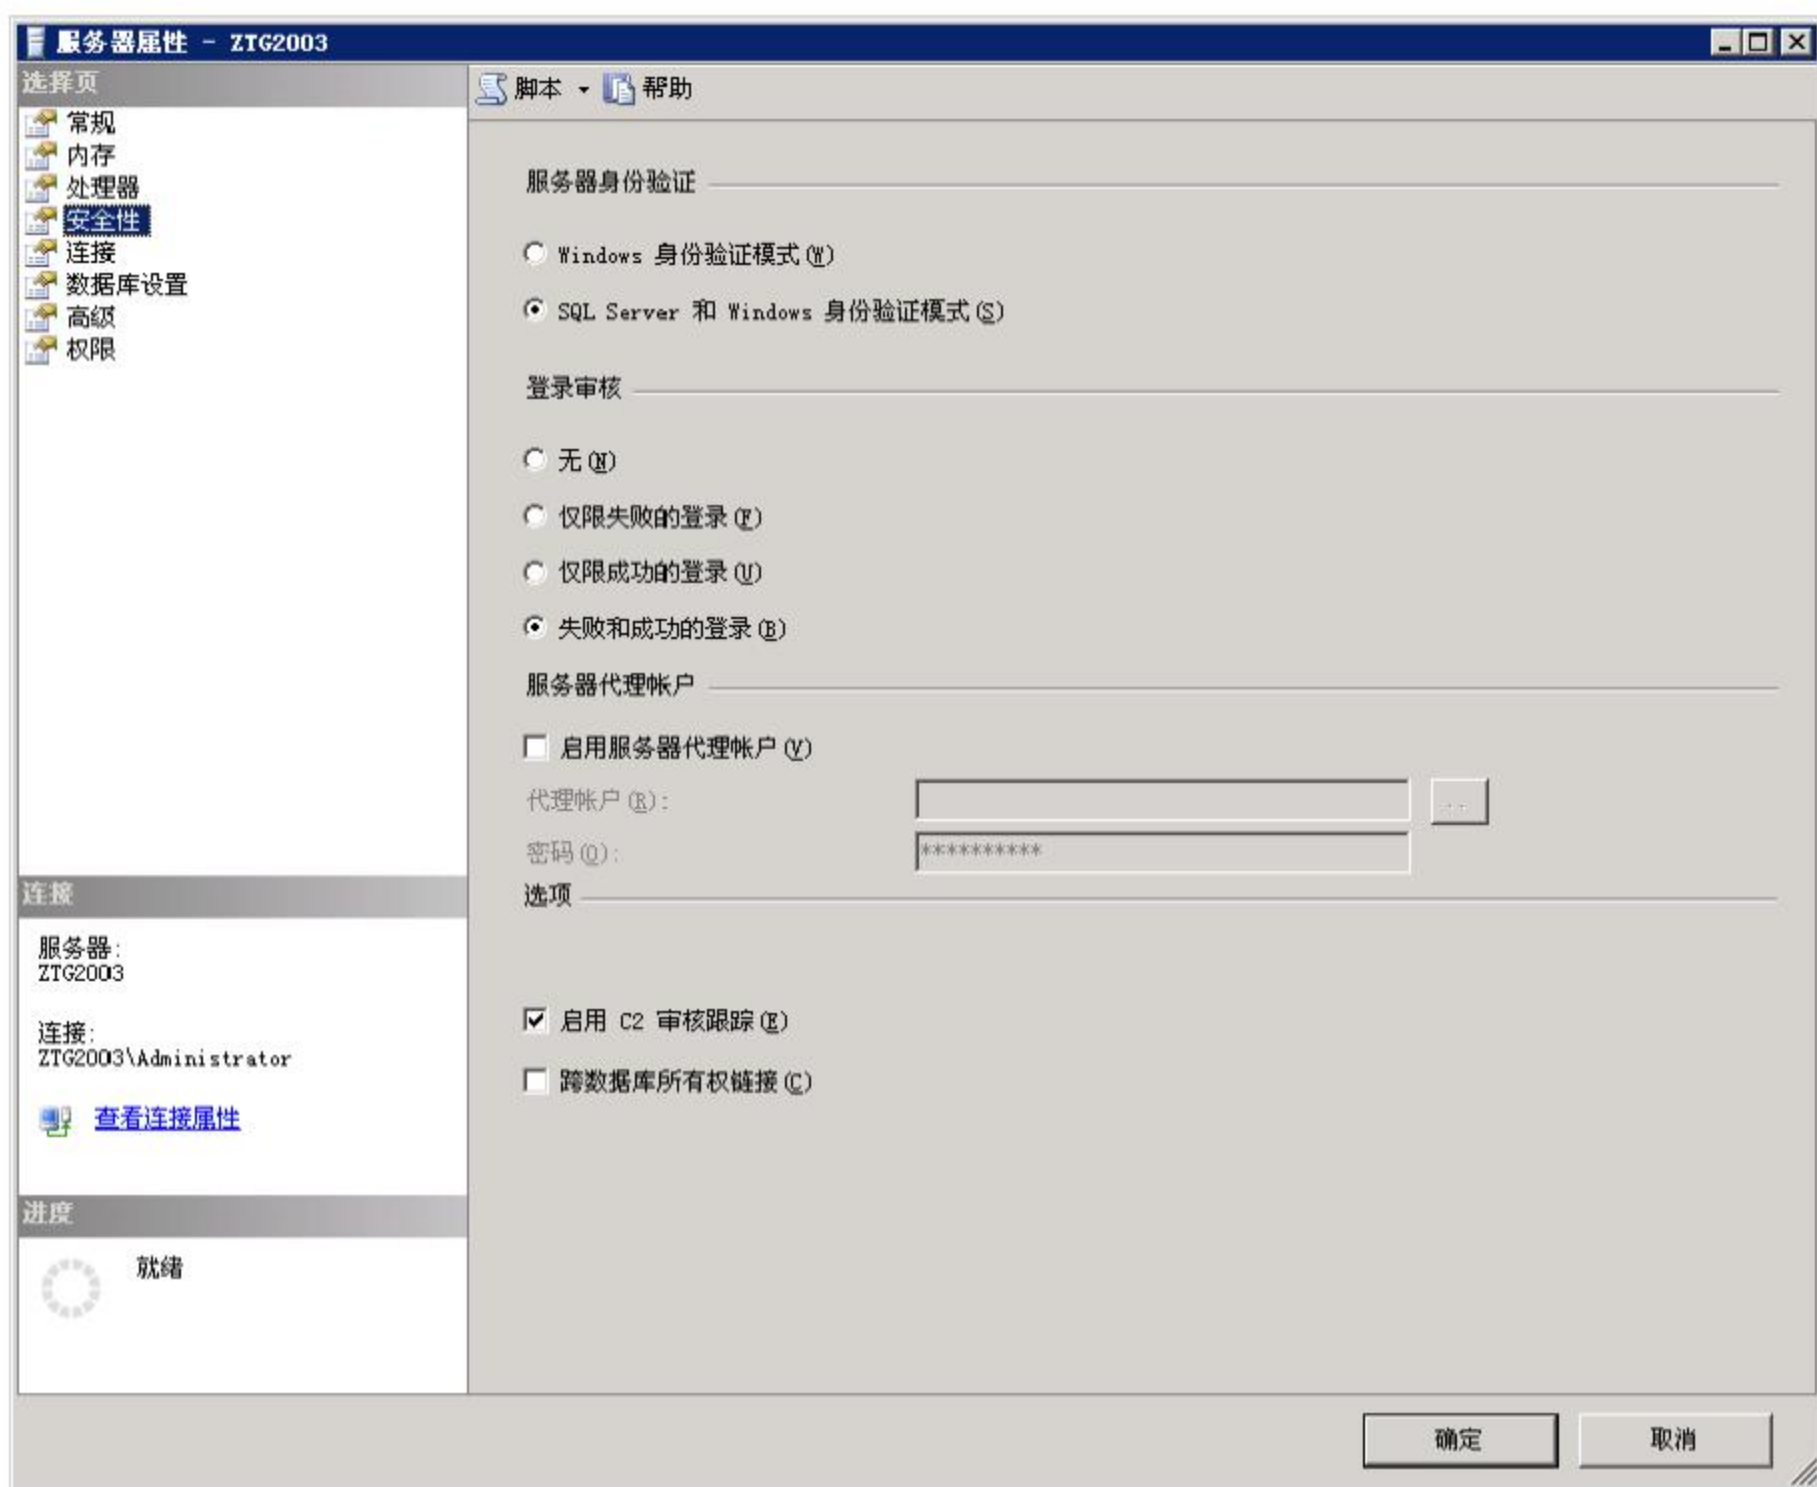 服务器属性 - ZTG2003
选择页
常规
内存
处理器
安全性
连接
数据库设置
高级
权限
脚本 帮助
服务器身份验证
Windows 身份验证模式(W)
SQL Server 和 Windows 身份验证模式(S)
登录审核
无(N)
仅限失败的登录(F)
仅限成功的登录(U)
失败和成功的登录(B)
服务器代理帐户
启用服务器代理帐户(V)
代理帐户(R):
..
密码(O):
**********
选项
启用 C2 审核跟踪(E)
跨数据库所有权链接(C)
连接
服务器:
ZTG2003
连接:
ZTG2003\Administrator
查看连接属性
进度
就绪
确定 取消